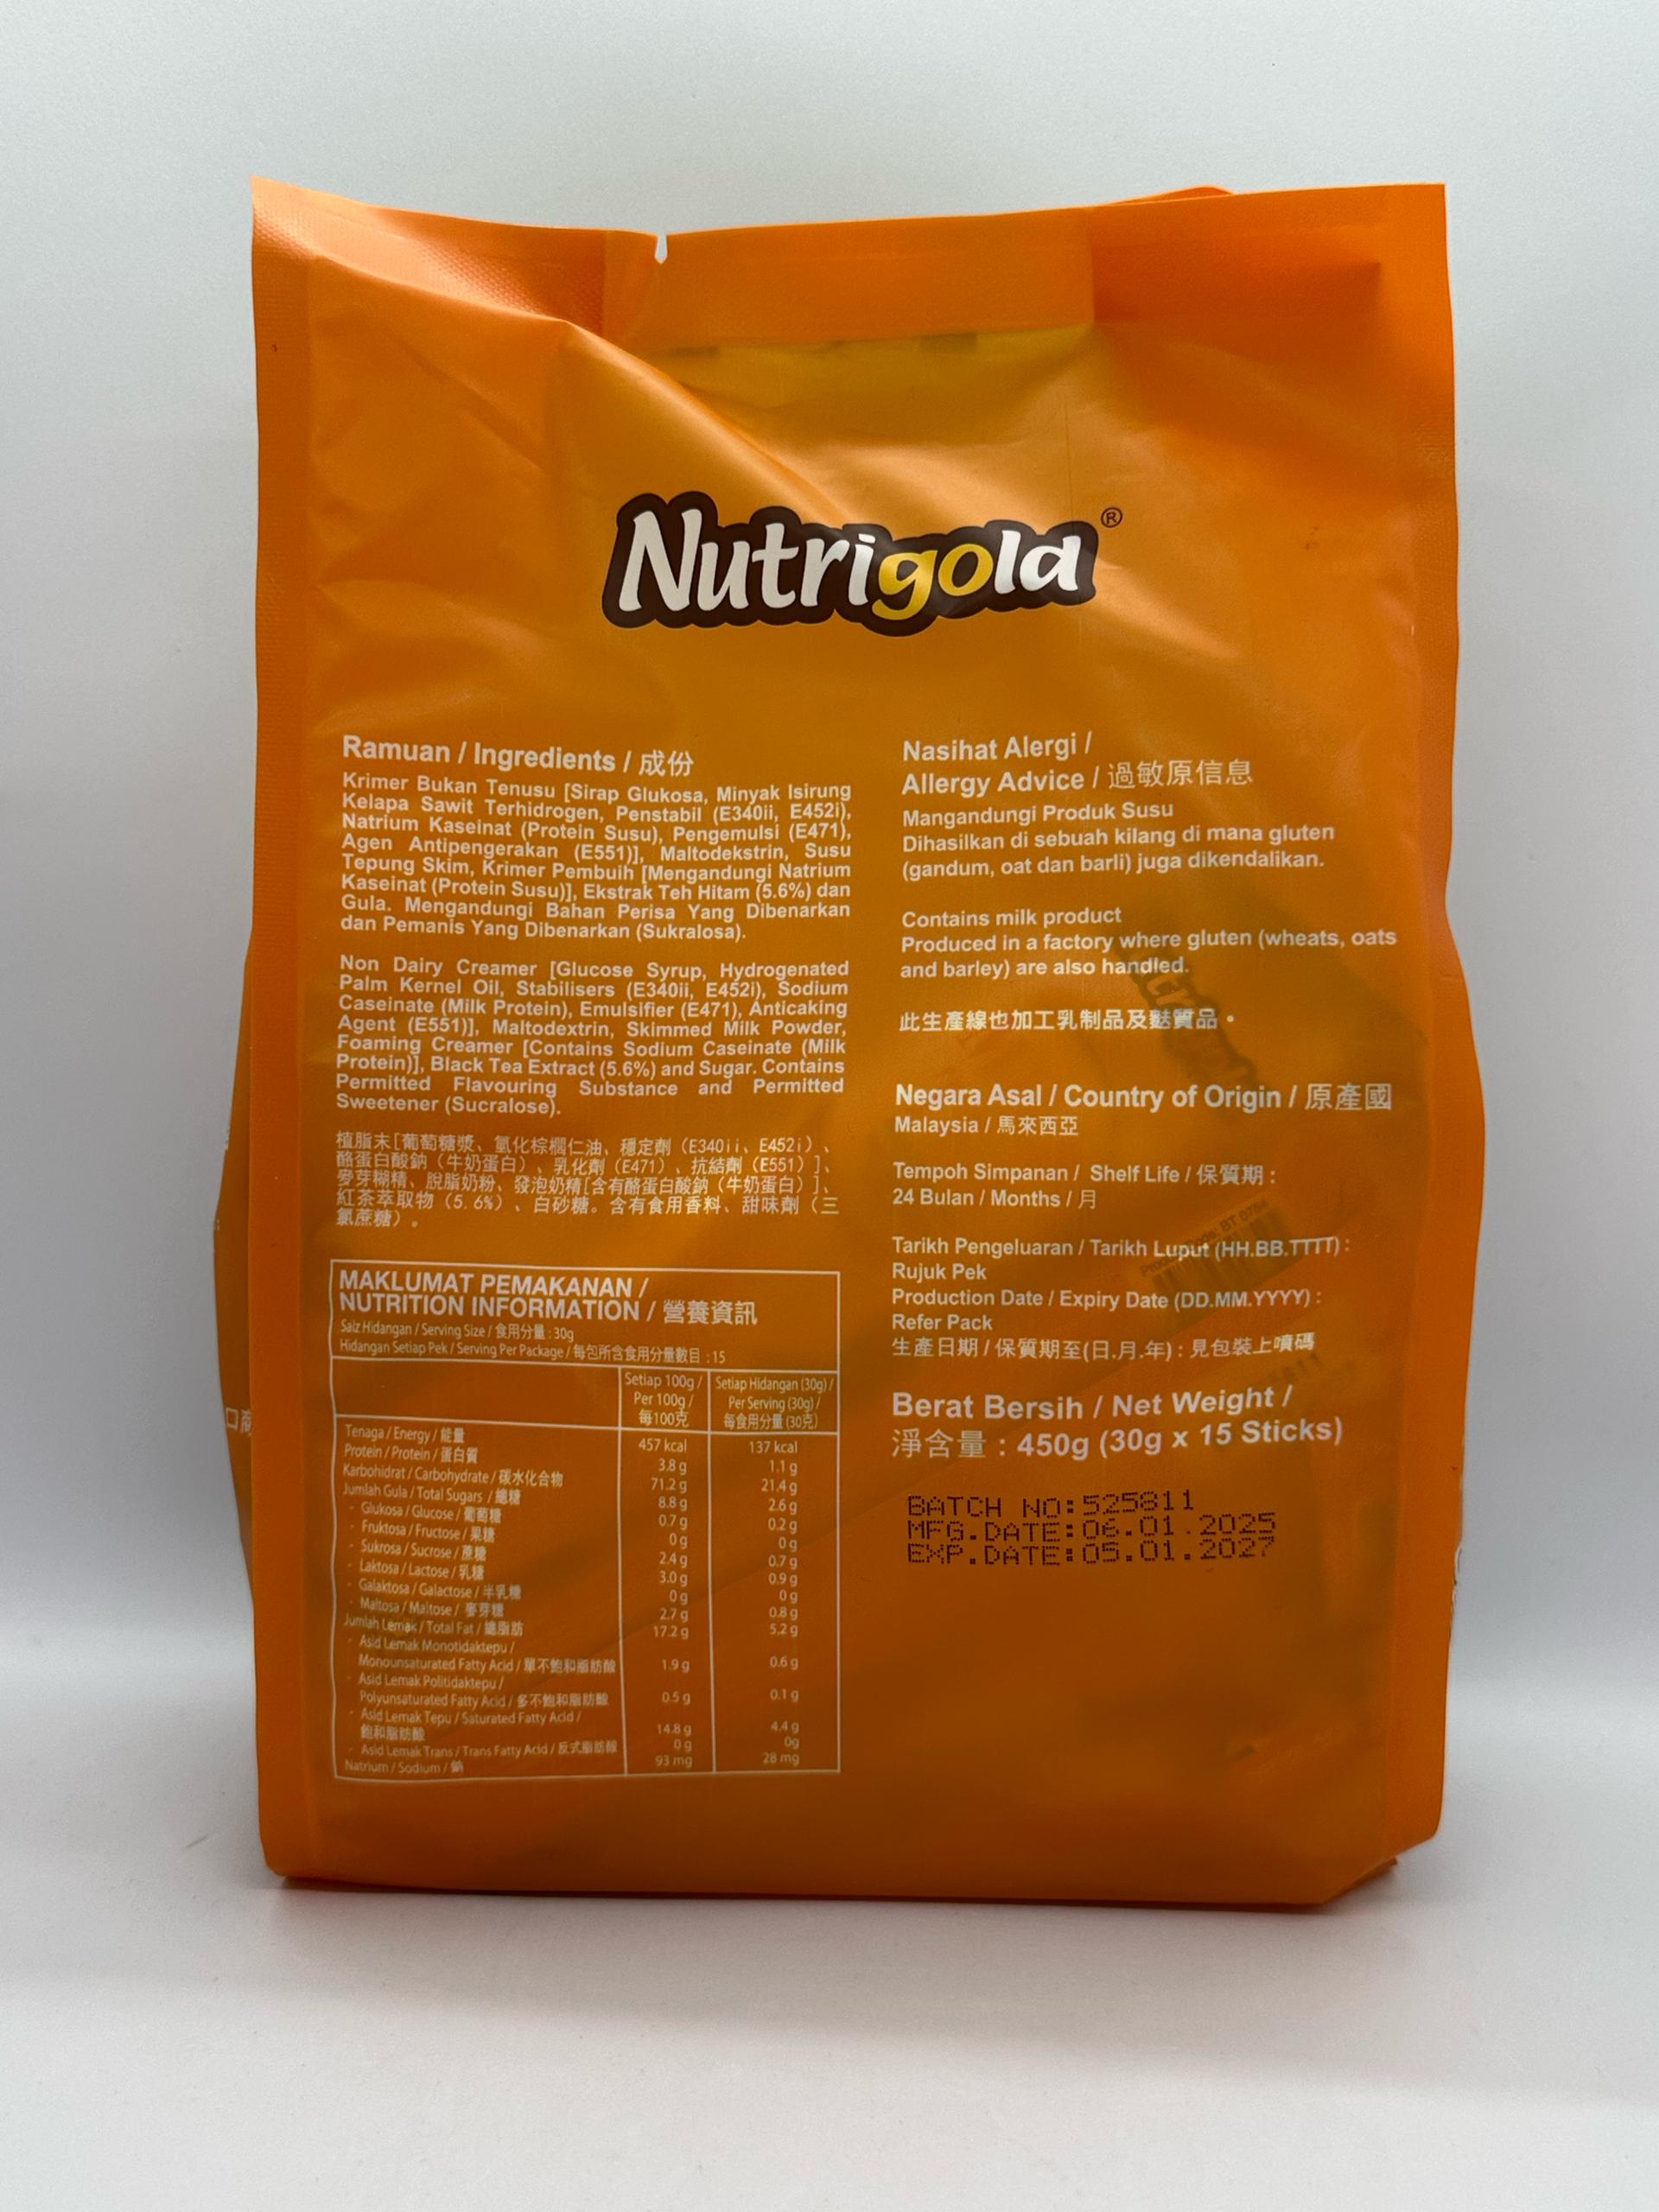 Nutrigold®
Ramuan / Ingredients / 成份
Krimer Bukan Tenusu [Sirap Glukosa, Minyak Isirung
Kelapa Sawit Terhidrogen, Penstabil (E340ii, E452i),
Natrium Kaseinat (Protein Susu), Pengemulsi (E471),
Agen Antipengerakan (E551)], Maltodekstrin, Susu
Tepung Skim, Krimer Pembuih [Mengandungi Natrium
Kaseinat (Protein Susu)], Ekstrak Teh Hitam (5.6%) dan
Gula. Mengandungi Bahan Perisa Yang Dibenarkan
dan Pemanis Yang Dibenarkan (Sukralosa).
Non Dairy Creamer [Glucose Syrup, Hydrogenated
Palm Kernel Oil, Stabilisers (E340ii, E452i), Sodium
Caseinate (Milk Protein), Emulsifier (E471), Anticaking
Agent (E551)], Maltodextrin, Skimmed Milk Powder,
Foaming Creamer [Contains Sodium Caseinate (Milk
Protein)], Black Tea Extract (5.6%) and Sugar. Contains
Permitted Flavouring Substance and Permitted
Sweetener (Sucralose).
植脂末[葡萄糖漿、氫化棕櫚仁油、穩定劑（E340ii、E452i）、
酪蛋白酸鈉（牛奶蛋白）、乳化劑（E471）、抗結劑（E551）]、
麥芽糊精、脫脂奶粉、發泡奶精[含有酪蛋白酸鈉（牛奶蛋白）]、
紅茶萃取物（5.6%）、白砂糖。含有食用香料、甜味劑（三
氯蔗糖）。
MAKLUMAT PEMAKANAN /
NUTRITION INFORMATION / 營養資訊
Saiz Hidangan / Serving Size / 食用分量 : 30g
Hidangan Setiap Pek / Serving Per Package / 每包所含食用分量數目 : 15
Setiap 100g / Setiap Hidangan (30g) /
Per 100g / Per Serving (30g) /
每100克 每食用分量 (30克)
Tenaga / Energy / 能量 457 kcal 137 kcal
Protein / Protein / 蛋白質 3.8 g 1.1 g
Karbohidrat / Carbohydrate / 碳水化合物 71.2 g 21.4 g
Jumlah Gula / Total Sugars / 總糖 8.8 g 2.6 g
- Glukosa / Glucose / 葡萄糖 0.7 g 0.2 g
- Fruktosa / Fructose / 果糖 0 g 0 g
- Sukrosa / Sucrose / 蔗糖 2.4 g 0.7 g
- Laktosa / Lactose / 乳糖 3.0 g 0.9 g
- Galaktosa / Galactose / 半乳糖 0 g 0 g
- Maltosa / Maltose / 麥芽糖 2.7 g 0.8 g
Jumlah Lemak / Total Fat / 總脂肪 17.2 g 5.2 g
- Asid Lemak Monotidaktepu /
Monounsaturated Fatty Acid / 單不飽和脂肪酸 1.9 g 0.6 g
- Asid Lemak Politidaktepu /
Polyunsaturated Fatty Acid / 多不飽和脂肪酸 0.5 g 0.1 g
- Asid Lemak Tepu / Saturated Fatty Acid /
飽和脂肪酸 14.8 g 4.4 g
- Asid Lemak Trans / Trans Fatty Acid / 反式脂肪酸 0 g 0g
Natrium / Sodium / 鈉 93 mg 28 mg
Nasihat Alergi /
Allergy Advice / 過敏原信息
Mangandungi Produk Susu
Dihasilkan di sebuah kilang di mana gluten
(gandum, oat dan barli) juga dikendalikan.
Contains milk product
Produced in a factory where gluten (wheats, oats
and barley) are also handled.
此生產線也加工乳制品及麩質品。
Negara Asal / Country of Origin / 原產國
Malaysia / 馬來西亞
Tempoh Simpanan / Shelf Life / 保質期 :
24 Bulan / Months / 月
Tarikh Pengeluaran / Tarikh Luput (HH.BB.TTTT) :
Rujuk Pek
Production Date / Expiry Date (DD.MM.YYYY) :
Refer Pack
生產日期 / 保質期至(日.月.年) : 見包裝上噴碼
Berat Bersih / Net Weight /
淨含量 : 450g (30g x 15 Sticks)
BATCH NO:525811
MFG.DATE:06.01.2025
EXP.DATE:05.01.2027